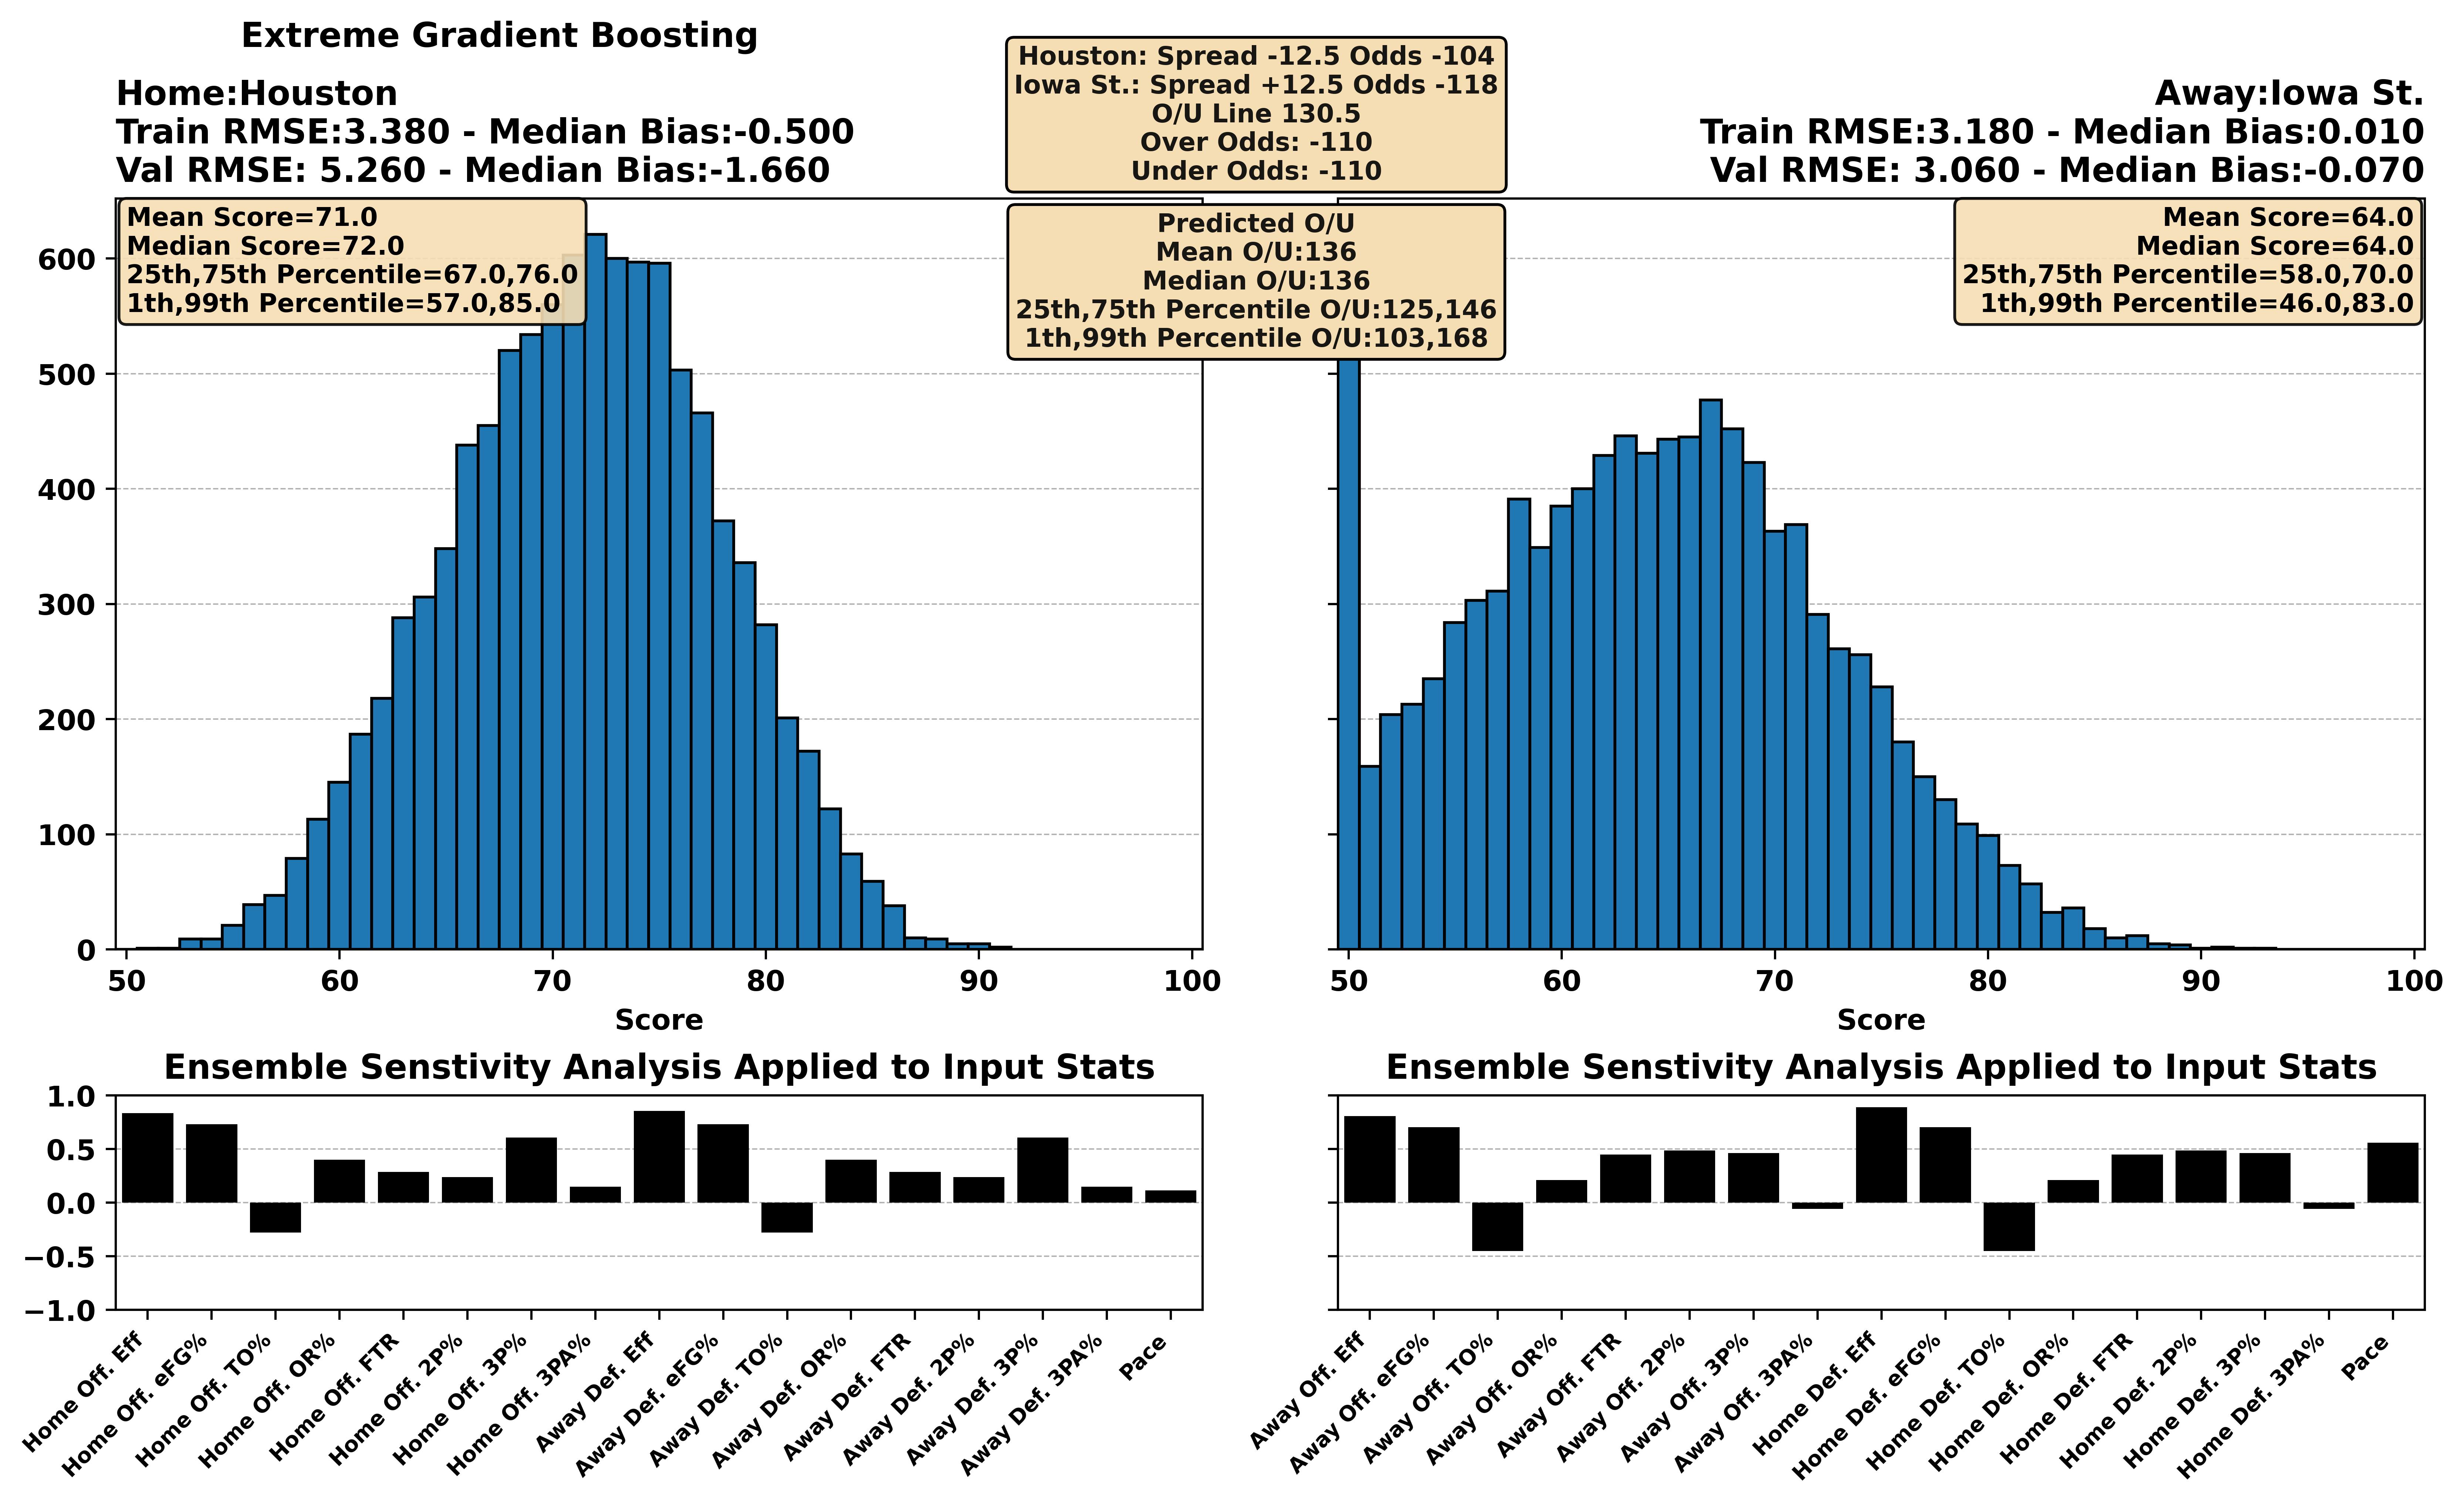 Extreme Gradient Boosting
Home:Houston
Train RMSE:3.380 - Median Bias:-0.500
Val RMSE: 5.260 - Median Bias:-1.660
Houston: Spread -12.5 Odds -104
Iowa St.: Spread +12.5 Odds -118
O/U Line 130.5
Over Odds: -110
Under Odds: -110
Away:Iowa St.
Train RMSE:3.180 - Median Bias:0.010
Val RMSE: 3.060 - Median Bias:-0.070
Mean Score=71.0
Median Score=72.0
25th,75th Percentile=67.0,76.0
1th,99th Percentile=57.0,85.0
Predicted O/U
Mean O/U:136
Median O/U:136
25th,75th Percentile O/U:125,146
1th,99th Percentile O/U:103,168
Mean Score=64.0
Median Score=64.0
25th,75th Percentile=58.0,70.0
1th,99th Percentile=46.0,83.0
600
500
400
300
200
100
0
50 60 70 80 90 100
Score
50 60 70 80 90 100
Score
Ensemble Senstivity Analysis Applied to Input Stats
1.0
0.5
0.0
−0.5
−1.0
Home Off. Eff
Home Off. eFG%
Home Off. TO%
Home Off. OR%
Home Off. FTR
Home Off. 2P%
Home Off. 3P%
Home Off. 3PA%
Away Def. Eff
Away Def. eFG%
Away Def. TO%
Away Def. OR%
Away Def. FTR
Away Def. 2P%
Away Def. 3P%
Away Def. 3PA%
Pace
Ensemble Senstivity Analysis Applied to Input Stats
Away Off. Eff
Away Off. eFG%
Away Off. TO%
Away Off. OR%
Away Off. FTR
Away Off. 2P%
Away Off. 3P%
Away Off. 3PA%
Home Def. Eff
Home Def. eFG%
Home Def. TO%
Home Def. OR%
Home Def. FTR
Home Def. 2P%
Home Def. 3P%
Home Def. 3PA%
Pace